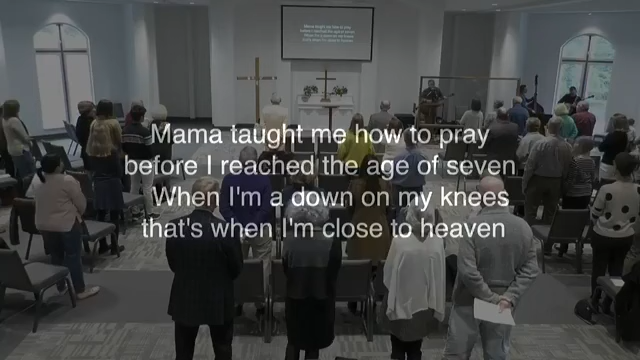 Mama taught me how to pray
before I reached the age of seven
When I'm a down on my knees
that's when I'm close to heaven